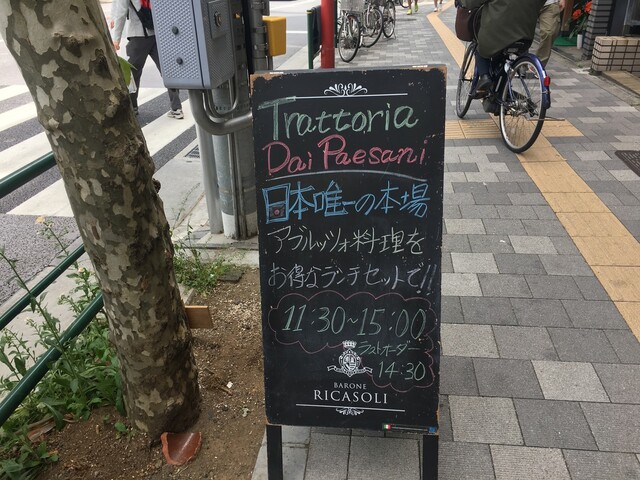 Trattoria
Dai Paesani
日本唯一の本場
アブルッツォ料理を
お得なランチセットで!!
11:30~15:00
ラストオーダー
14:30
BARONE
RICASOLI